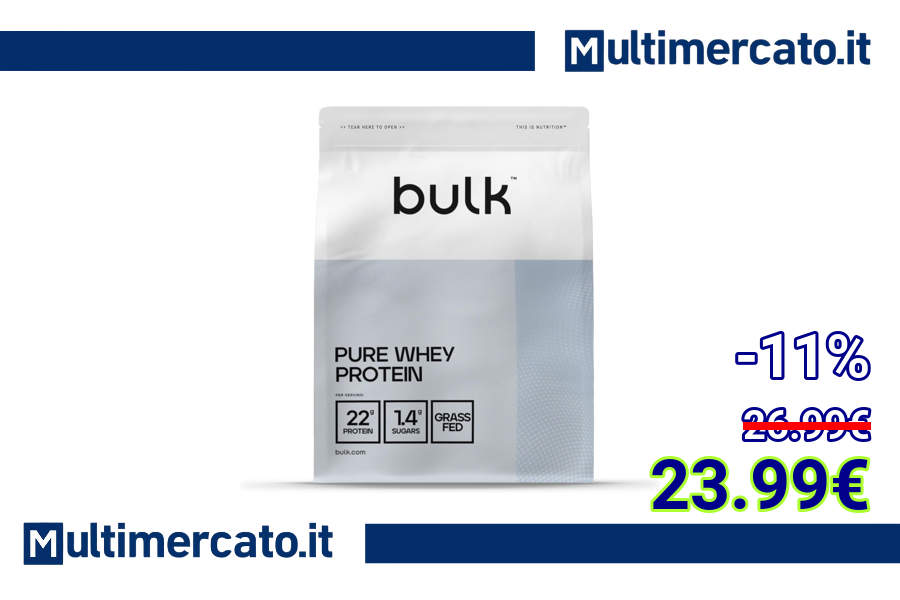 Multimercato.it
>> TEAR HERE TO OPEN >>
THIS IS NUTRITION™
bulk™
PURE WHEY
PROTEIN
PER SERVING:
22g PROTEIN
1.4g SUGARS
GRASS FED
bulk.com
-11%
26.99€
23.99€
Multimercato.it